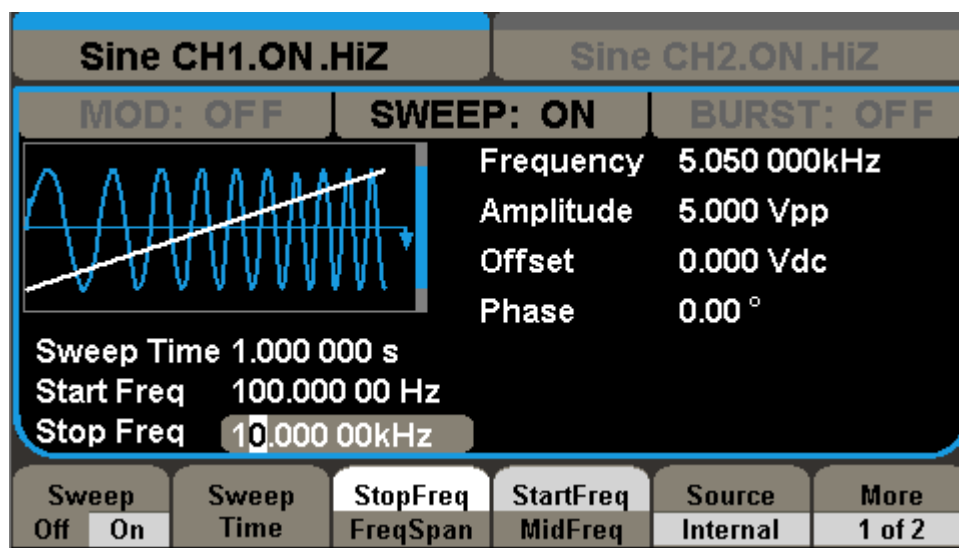 Sine CH1.ON.HiZ Sine CH2.ON.HiZ
MOD: OFF SWEEP: ON BURST: OFF
Frequency 5.050 000kHz
Amplitude 5.000 Vpp
Offset 0.000 Vdc
Phase 0.00 °
Sweep Time 1.000 000 s
Start Freq 100.000 00 Hz
Stop Freq 10.000 00kHz
Sweep Sweep StopFreq StartFreq Source More
Off On Time FreqSpan MidFreq Internal 1 of 2